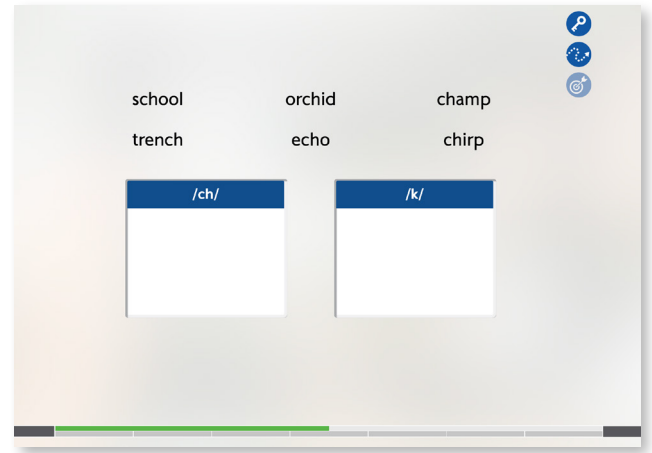 school orchid champ
trench echo chirp
/ch/ /k/